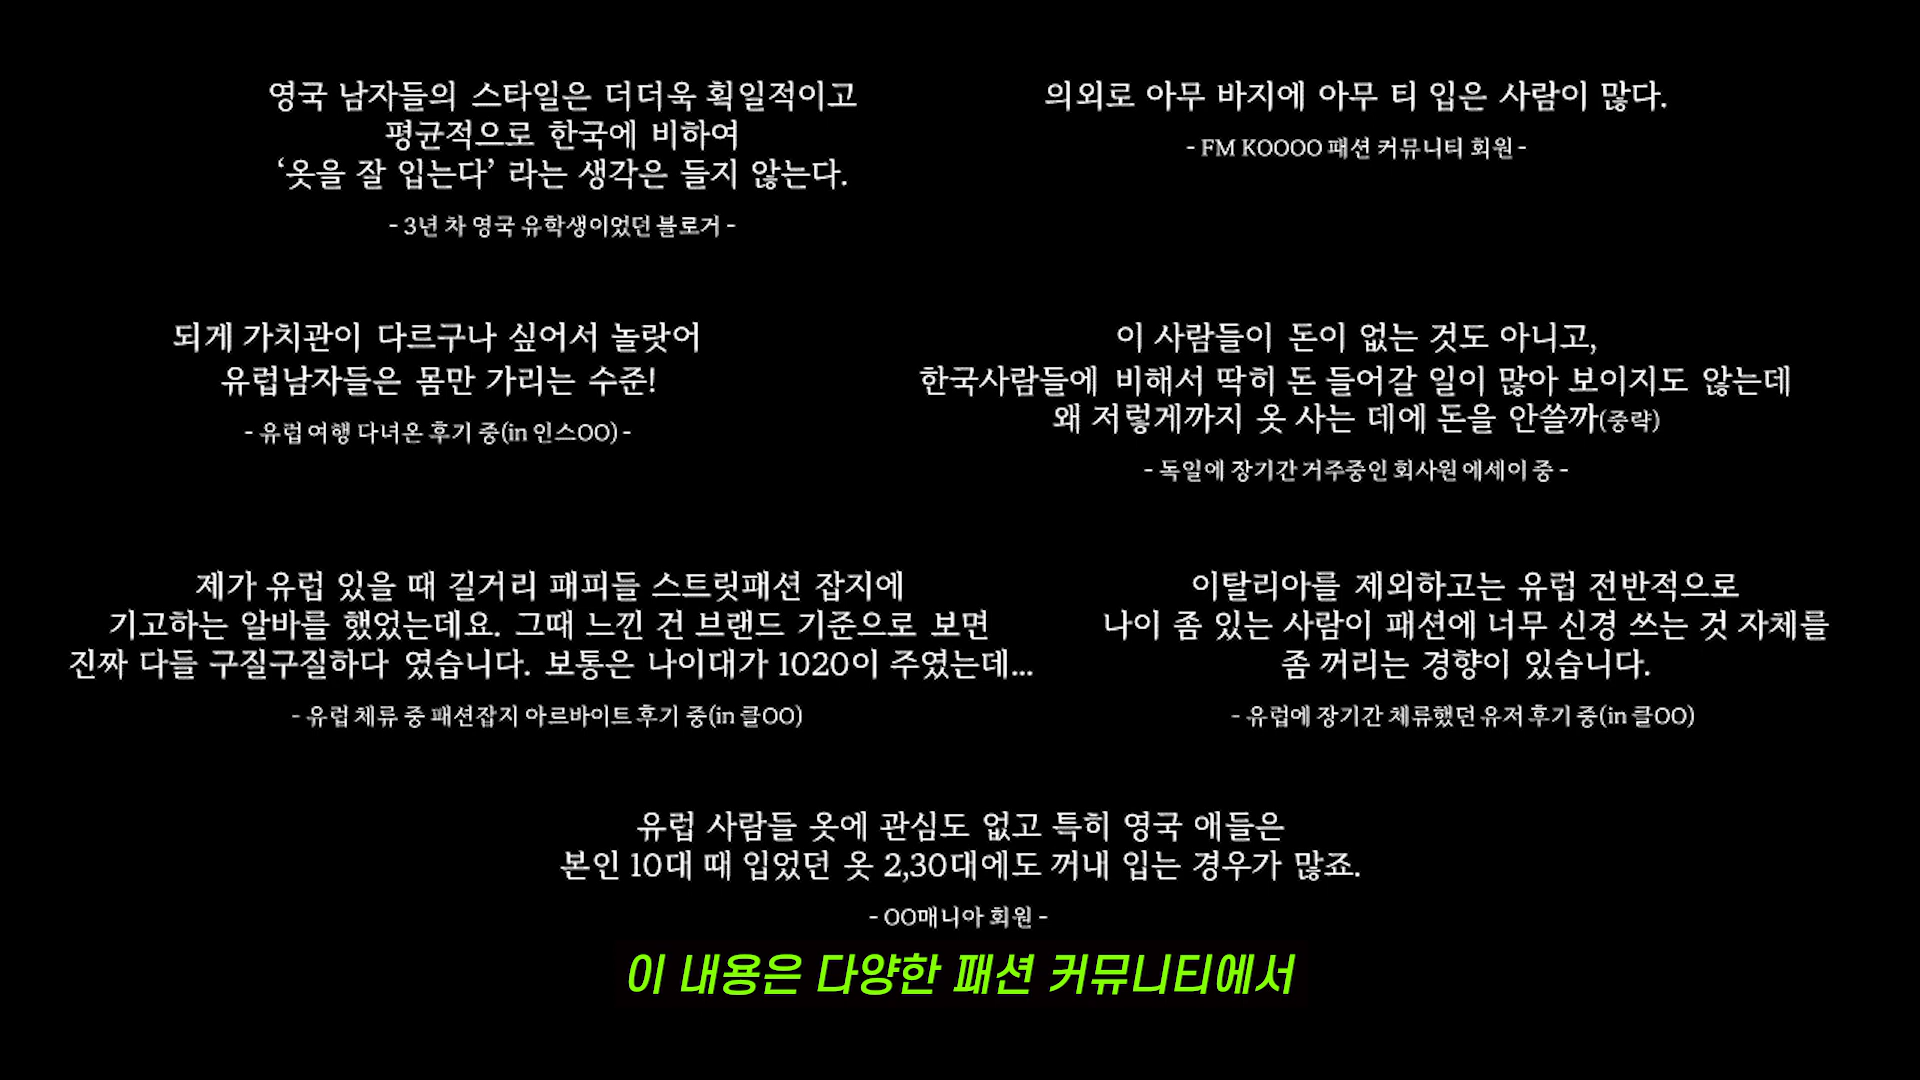 영국 남자들의 스타일은 더더욱 획일적이고
평균적으로 한국에 비하여
‘옷을 잘 입는다’ 라는 생각은 들지 않는다.
- 3년 차 영국 유학생이었던 블로거 -
의외로 아무 바지에 아무 티 입은 사람이 많다.
- FM KOOOO 패션 커뮤니티 회원 -
되게 가치관이 다르구나 싶어서 놀랏어
유럽남자들은 몸만 가리는 수준!
- 유럽 여행 다녀온 후기 중(in 인스OO) -
이 사람들이 돈이 없는 것도 아니고,
한국사람들에 비해서 딱히 돈 들어갈 일이 많아 보이지도 않는데
왜 저렇게까지 옷 사는 데에 돈을 안쓸까(중략)
- 독일에 장기간 거주중인 회사원 에세이 중 -
제가 유럽 있을 때 길거리 패피들 스트릿패션 잡지에
기고하는 알바를 했었는데요. 그때 느낀 건 브랜드 기준으로 보면
진짜 다들 구질구질하다 였습니다. 보통은 나이대가 1020이 주였는데...
- 유럽 체류 중 패션잡지 아르바이트 후기 중(in 클OO)
이탈리아를 제외하고는 유럽 전반적으로
나이 좀 있는 사람이 패션에 너무 신경 쓰는 것 자체를
좀 꺼리는 경향이 있습니다.
- 유럽에 장기간 체류했던 유저 후기 중(in 클OO)
유럽 사람들 옷에 관심도 없고 특히 영국 애들은
본인 10대 때 입었던 옷 2,30대에도 꺼내 입는 경우가 많죠.
- OO매니아 회원 -
이 내용은 다양한 패션 커뮤니티에서